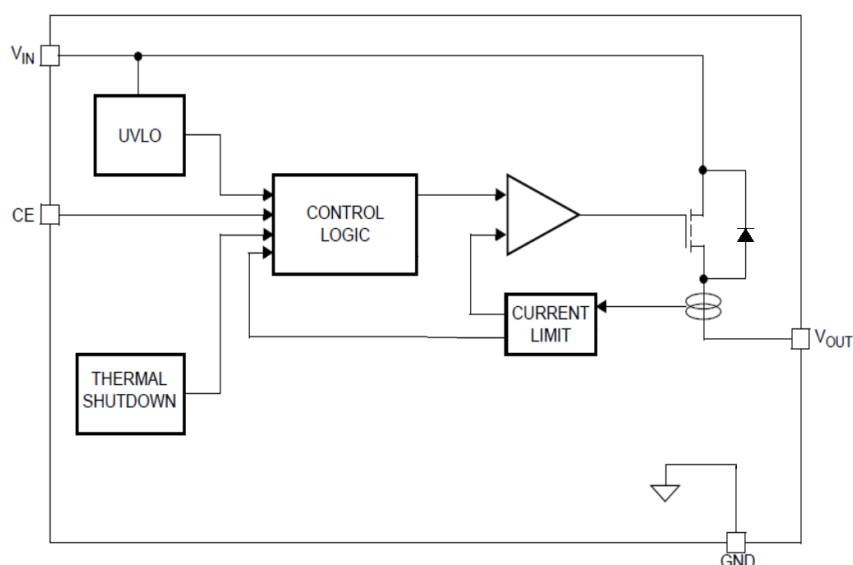 VIN
UVLO
CE
CONTROL
LOGIC
CURRENT
LIMIT
VOUT
THERMAL
SHUTDOWN
GND